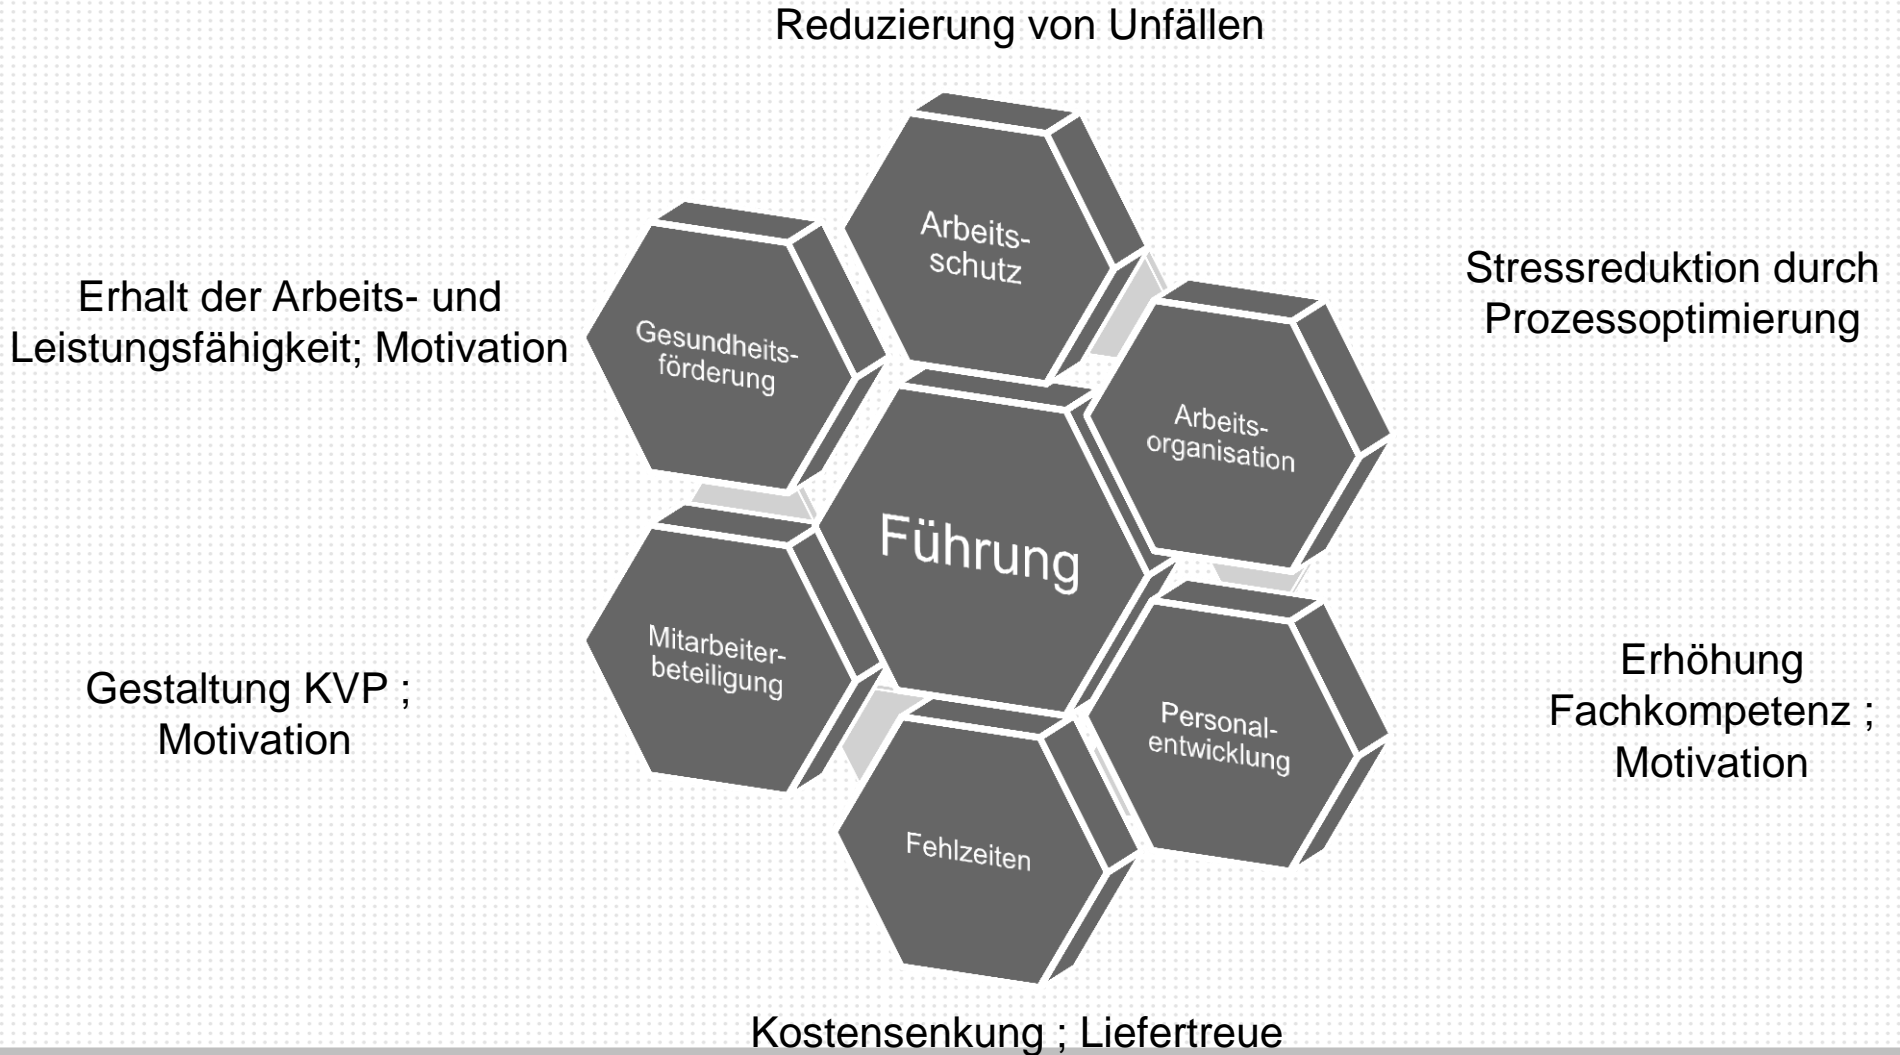 Reduzierung von Unfällen
Arbeits-
schutz
Erhalt der Arbeits- und
Leistungsfähigkeit; Motivation
Gesundheits-
förderung
Stressreduktion durch
Prozessoptimierung
Arbeits-
organisation
Führung
Mitarbeiter-
beteiligung
Gestaltung KVP ;
Motivation
Personal-
entwicklung
Erhöhung
Fachkompetenz ;
Motivation
Fehlzeiten
Kostensenkung ; Liefertreue